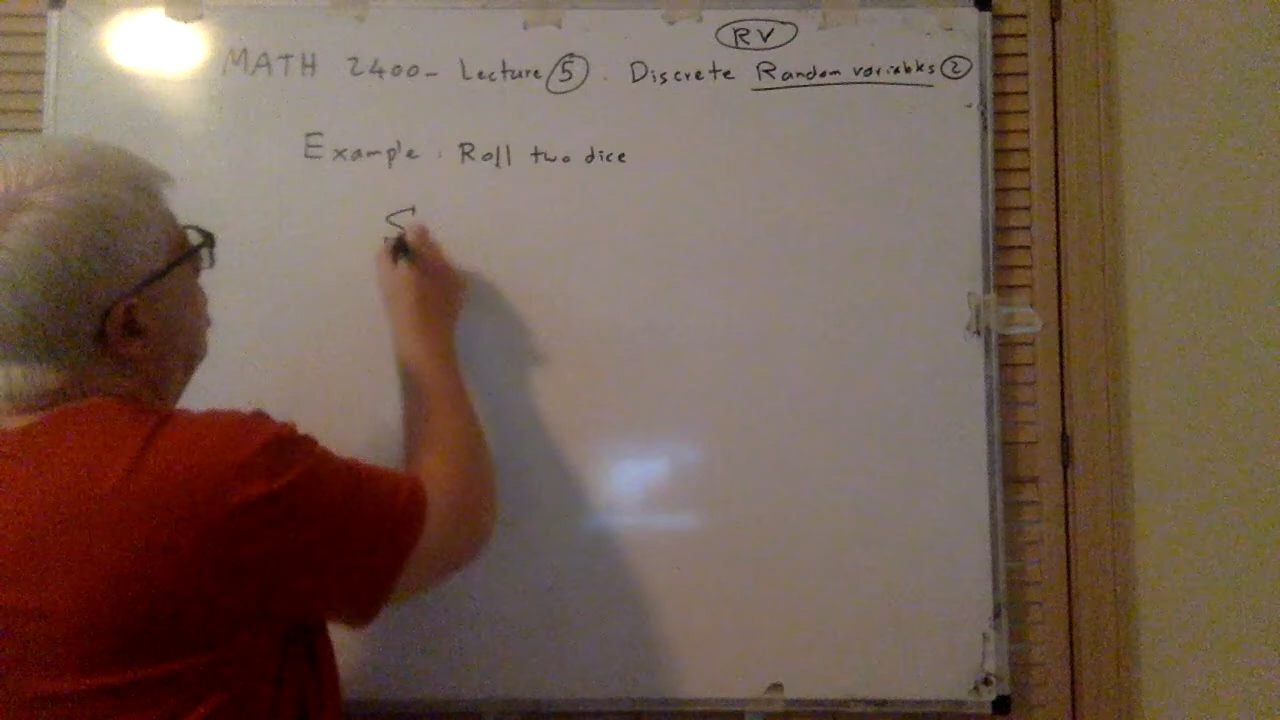 RV
MATH 2400- Lecture 5. Discrete Random variables 2
Example: Roll two dice
S